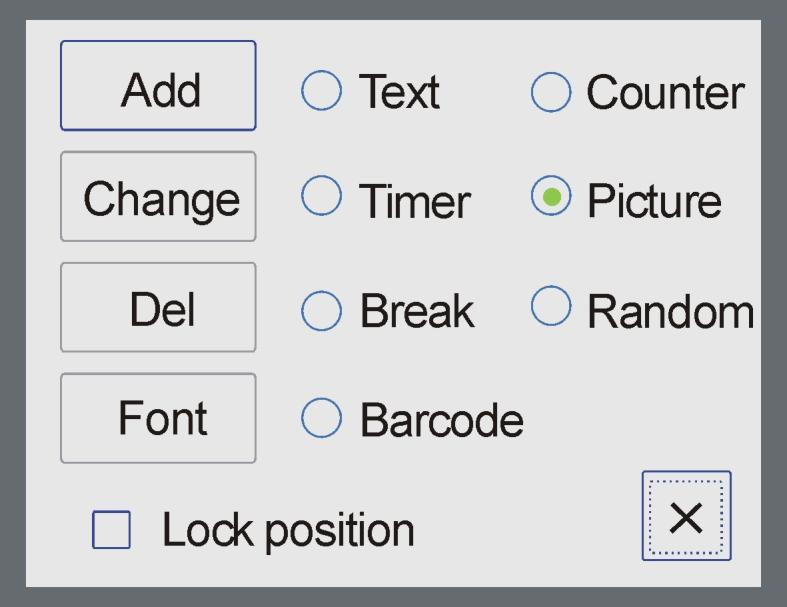 Add Text Counter
Change Timer Picture
Del Break Random
Font Barcode
Lock position